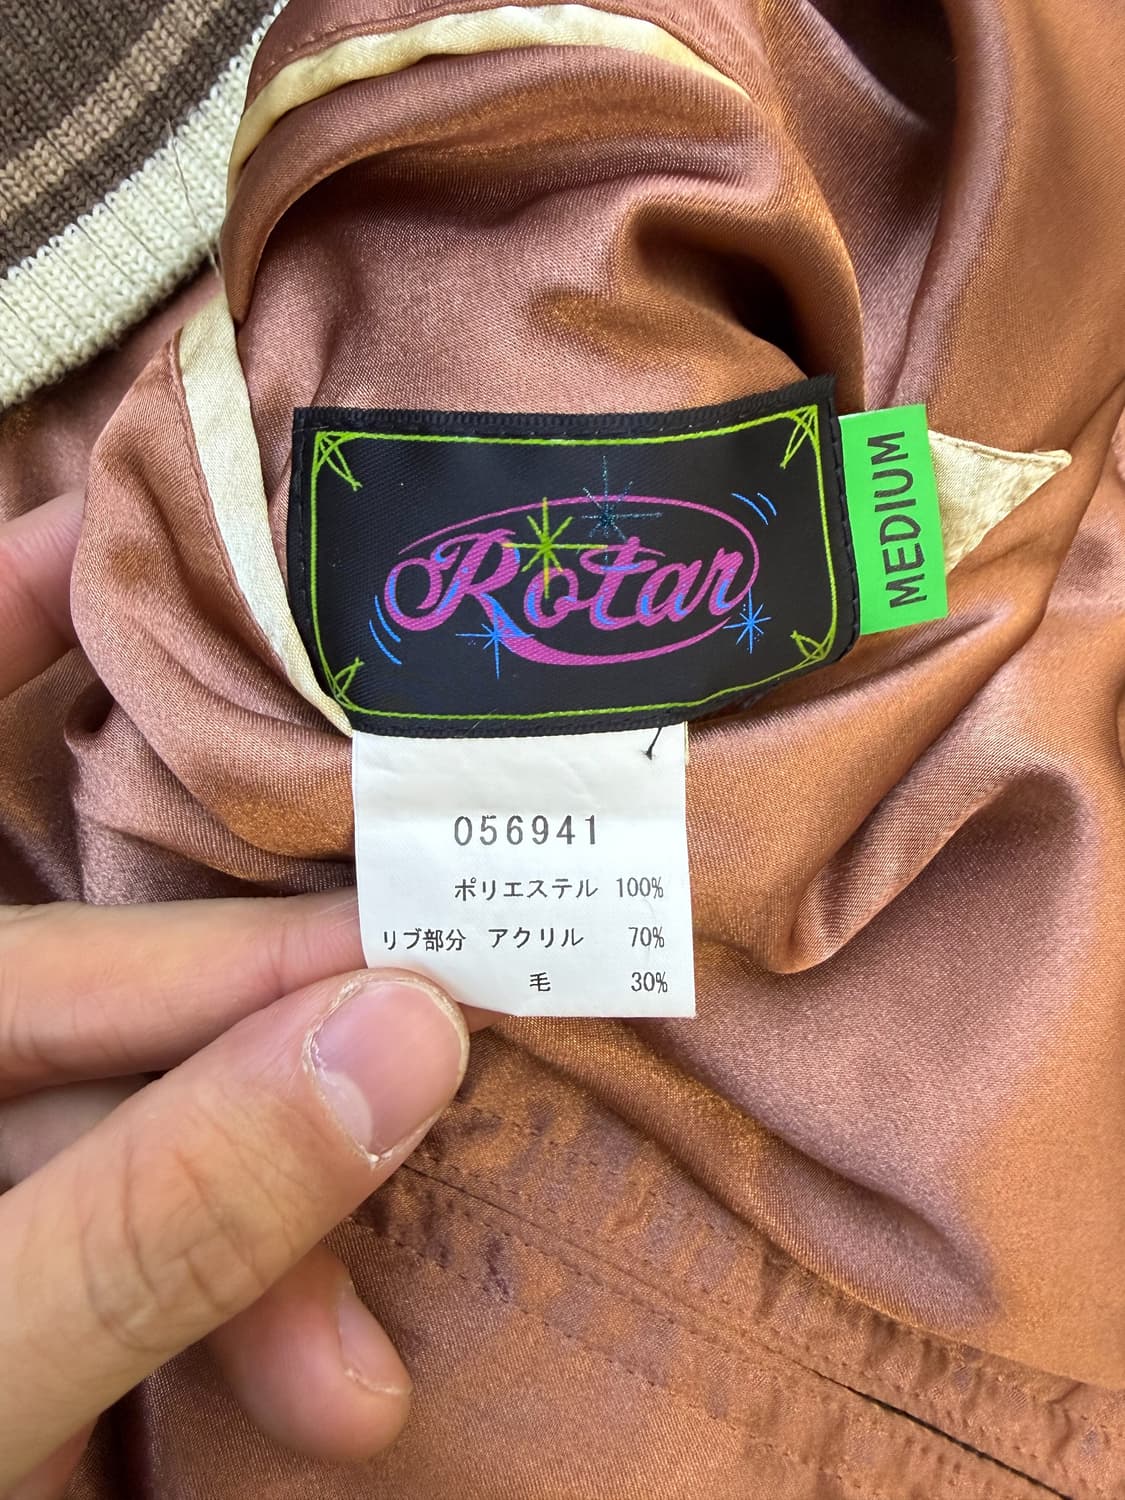 Rotar
MEDIUM
056941
ポリエステル 100%
リブ部分 アクリル 70%
毛 30%